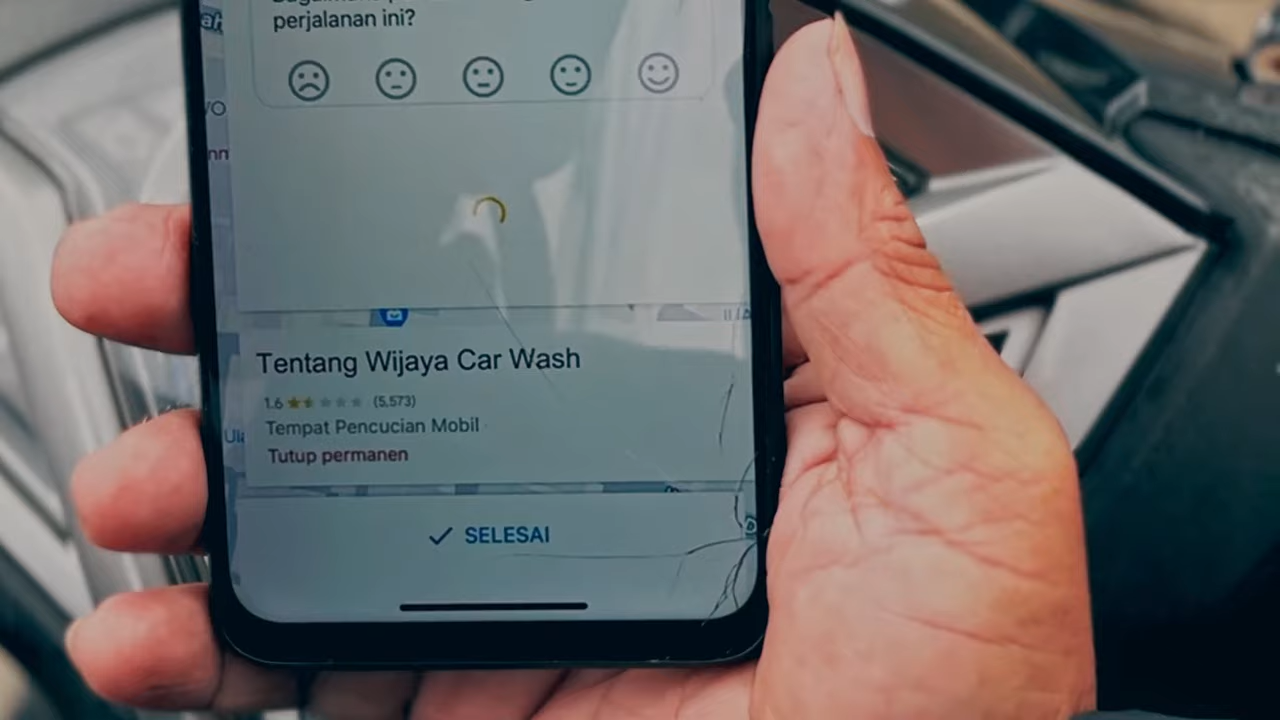 perjalanan ini?
Tentang Wijaya Car Wash
1.6 (5,573)
Tempat Pencucian Mobil
Tutup permanen
SELESAI